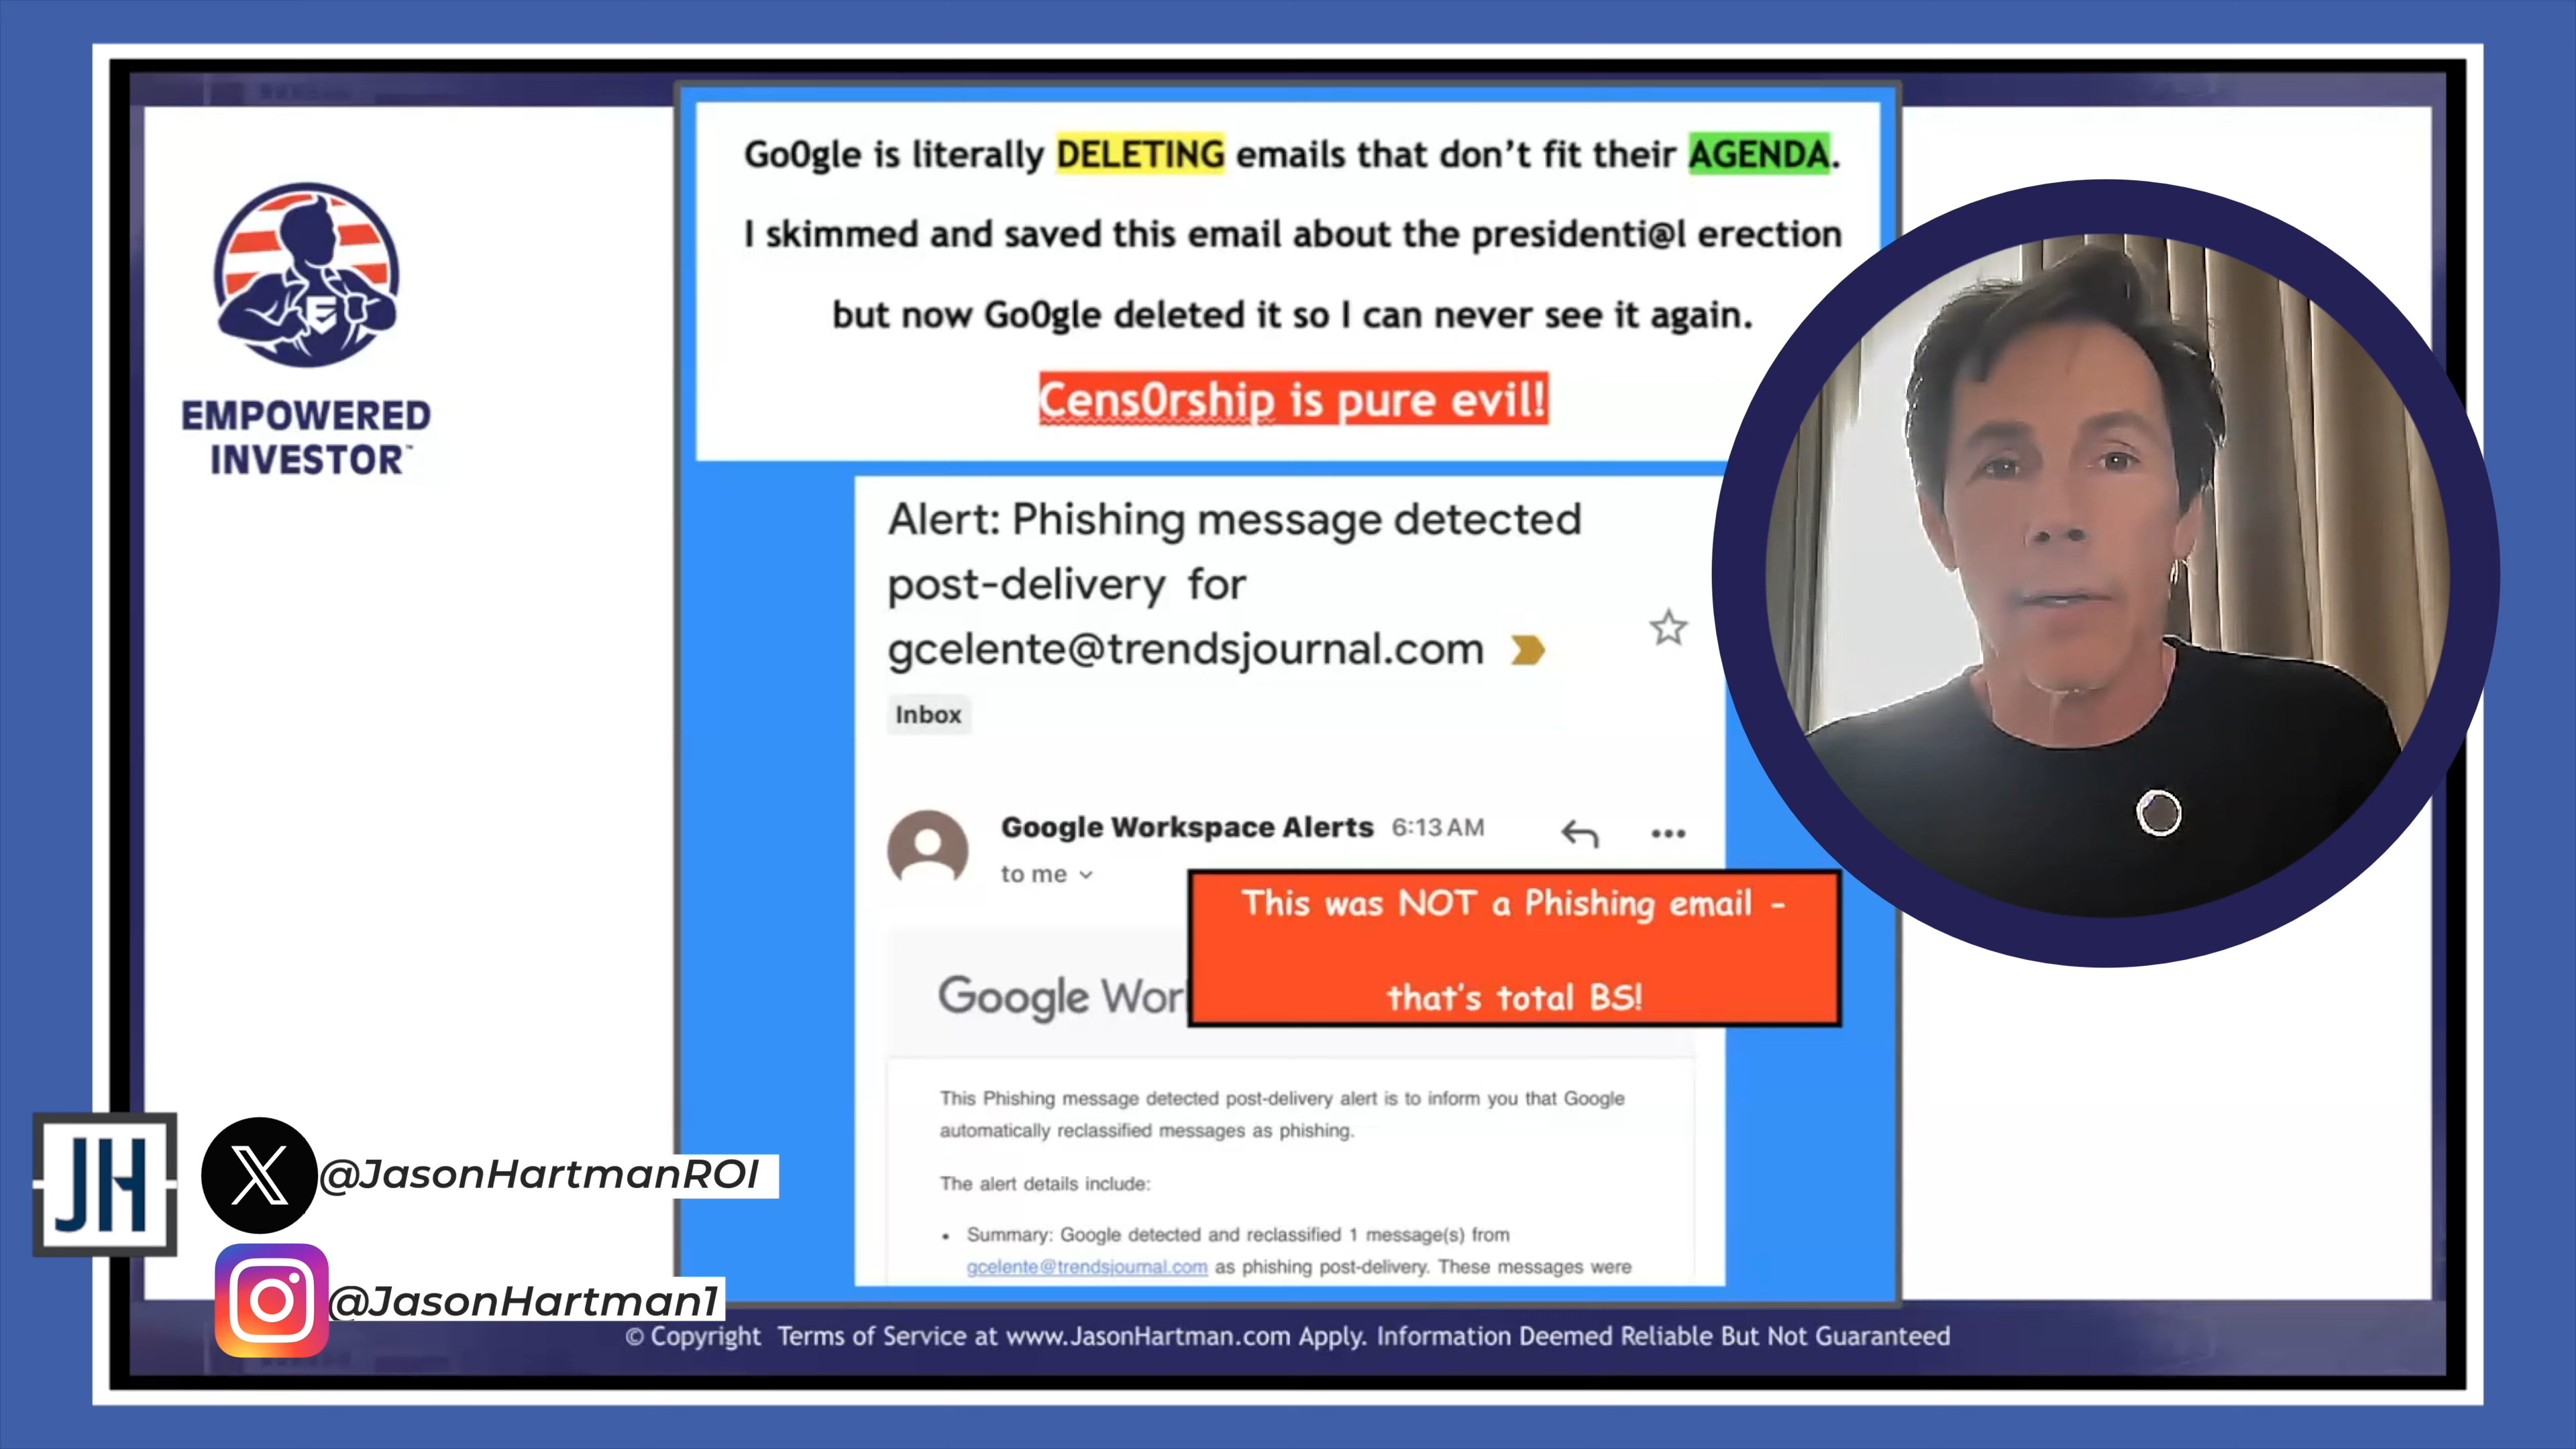 Go0gle is literally DELETING emails that don't fit their AGENDA.
I skimmed and saved this email about the presidenti@l erection
but now Go0gle deleted it so I can never see it again.
Cens0rship is pure evil!
EMPOWERED
INVESTOR™
Alert: Phishing message detected
post-delivery for
gcelente@trendsjournal.com
Inbox
Google Workspace Alerts 6:13 AM
to me
This was NOT a Phishing email -
that's total BS!
Google Wor
This Phishing message detected post-delivery alert is to inform you that Google
automatically reclassified messages as phishing.
The alert details include:
• Summary: Google detected and reclassified 1 message(s) from
gcelente@trendsjournal.com as phishing post-delivery. These messages were
JH
@JasonHartmanROI
@JasonHartman1
© Copyright Terms of Service at www.JasonHartman.com Apply. Information Deemed Reliable But Not Guaranteed